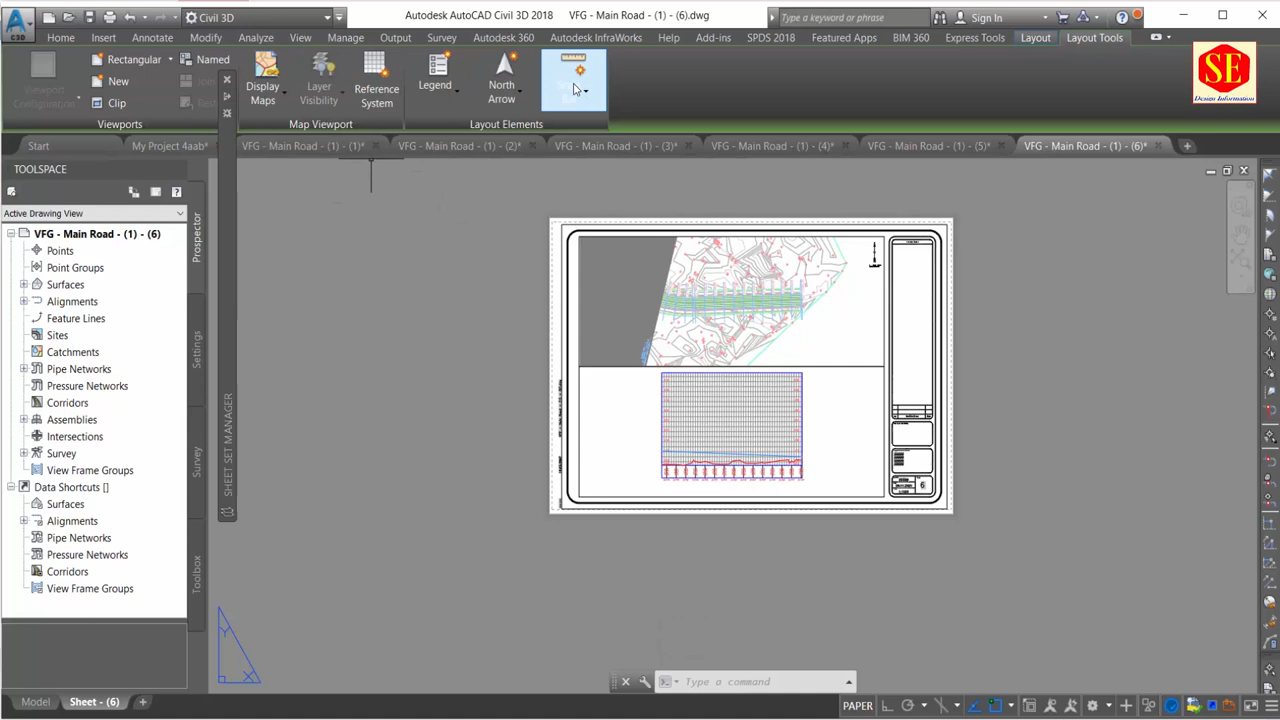 Civil 3D
Autodesk AutoCAD Civil 3D 2018 VFG - Main Road - (1) - (6).dwg
Type a keyword or phrase
Sign In
Home Insert Annotate Modify Analyze View Manage Output Survey Autodesk 360 Autodesk InfraWorks Help Add-ins SPDS 2018 Featured Apps BIM 360 Express Tools Layout Layout Tools
Viewport
Configuration
Rectangular
New
Clip
Named
Display
Maps
Layer
Visibility
Reference
System
Legend
North
Arrow
Viewports
Map Viewport
Layout Elements
SE
Design Information
Start
My Project 4aab*
VFG - Main Road - (1) - (1)*
VFG - Main Road - (1) - (2)*
VFG - Main Road - (1) - (3)*
VFG - Main Road - (1) - (4)*
VFG - Main Road - (1) - (5)*
VFG - Main Road - (1) - (6)*
TOOLSPACE
Active Drawing View
VFG - Main Road - (1) - (6)
Points
Point Groups
Surfaces
Alignments
Feature Lines
Sites
Catchments
Pipe Networks
Pressure Networks
Corridors
Assemblies
Intersections
Survey
View Frame Groups
Data Shortcuts []
Surfaces
Alignments
Pipe Networks
Pressure Networks
Corridors
View Frame Groups
Prospector
Settings
Survey
Toolbox
SHEET SET MANAGER
6
Y
X
Type a command
Model
Sheet - (6)
PAPER